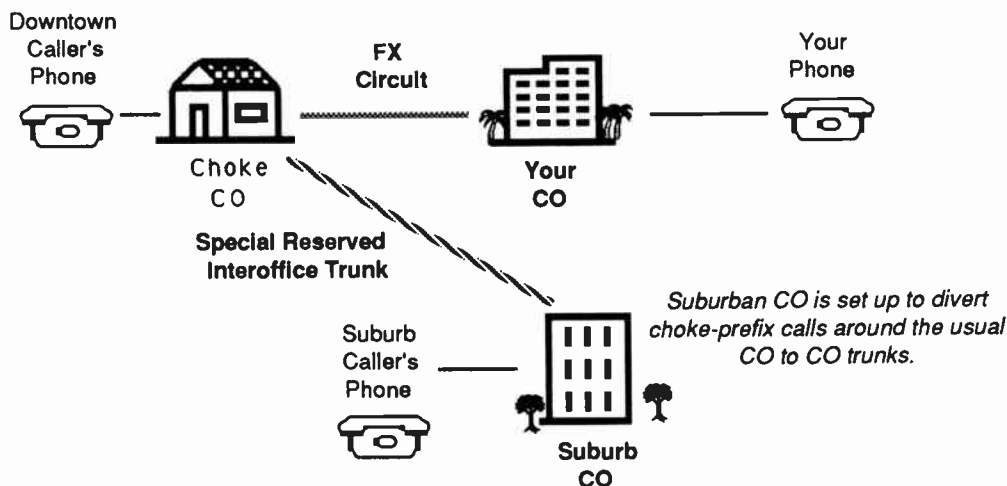 Downtown
Caller's
Phone
FX
Circuit
Your
Phone
Choke
CO
Your
CO
Special Reserved
Interoffice Trunk
Suburban CO is set up to divert
choke-prefix calls around the usual
CO to CO trunks.
Suburb
Caller's
Phone
Suburb
CO